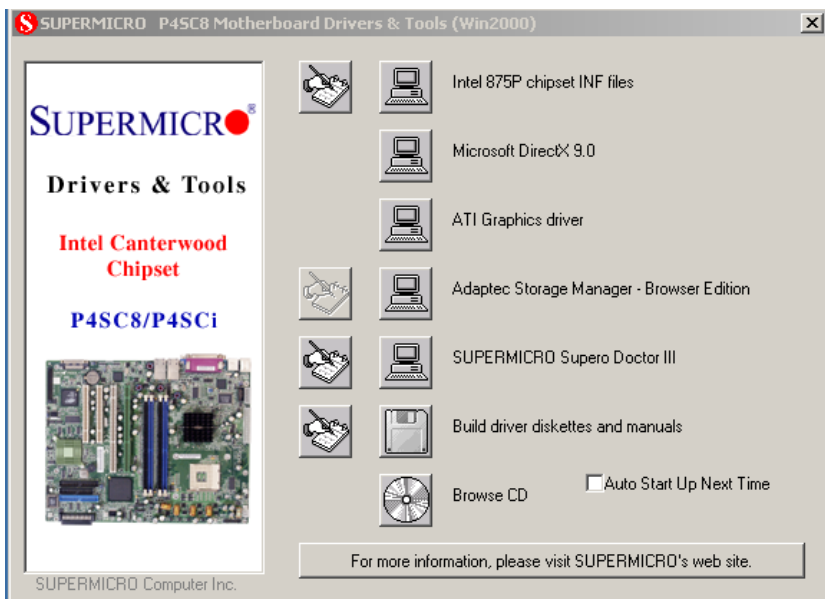 SUPERMICRO P4SC8 Motherboard Drivers & Tools (Win2000)
SUPERMICRO®
Drivers & Tools
Intel Canterwood
Chipset
P4SC8/P4SCi
SUPERMICRO Computer Inc.
Intel 875P chipset INF files
Microsoft DirectX 9.0
ATI Graphics driver
Adaptec Storage Manager - Browser Edition
SUPERMICRO Supero Doctor III
Build driver diskettes and manuals
Browse CD
Auto Start Up Next Time
For more information, please visit SUPERMICRO's web site.